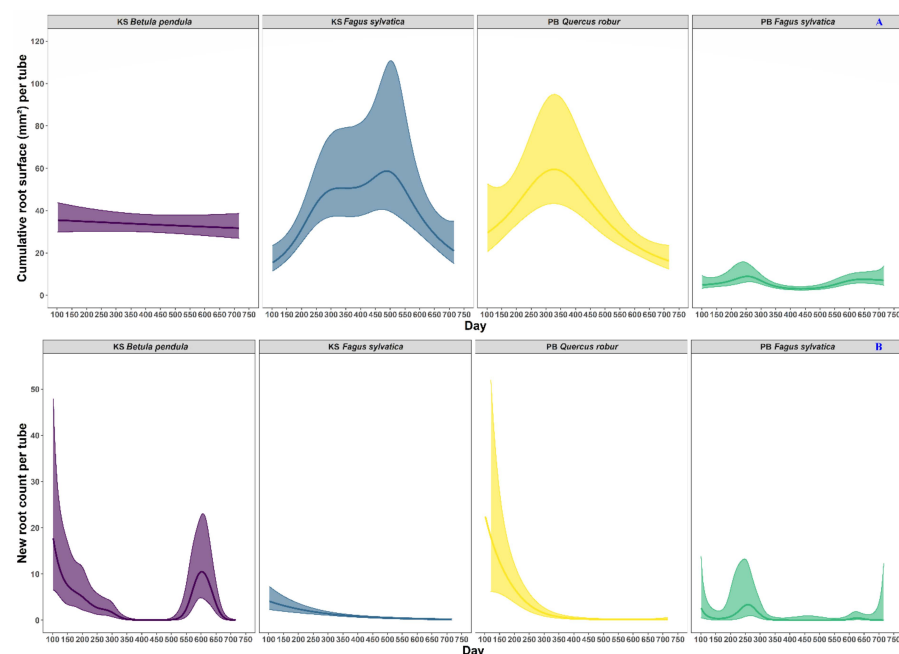 KS Betula pendula KS Fagus sylvatica PB Quercus robur PB Fagus sylvatica A
Cumulative root surface (mm²) per tube
120
100
80
60
40
20
0
100 150 200 250 300 350 400 450 500 550 600 650 700 750 100 150 200 250 300 350 400 450 500 550 600 650 700 750 100 150 200 250 300 350 400 450 500 550 600 650 700 750 100 150 200 250 300 350 400 450 500 550 600 650 700 750
Day
KS Betula pendula KS Fagus sylvatica PB Quercus robur PB Fagus sylvatica B
New root count per tube
50
40
30
20
10
0
100 150 200 250 300 350 400 450 500 550 600 650 700 750 100 150 200 250 300 350 400 450 500 550 600 650 700 750 100 150 200 250 300 350 400 450 500 550 600 650 700 750 100 150 200 250 300 350 400 450 500 550 600 650 700 750
Day